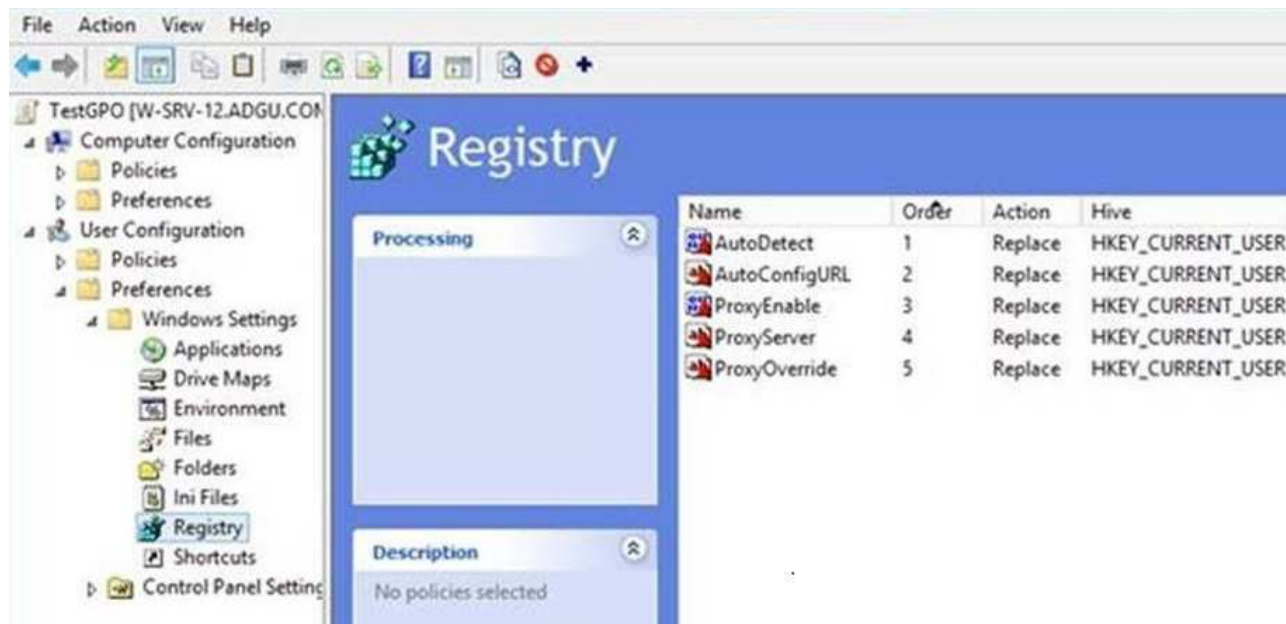 File Action View Help
TestGPO [W-SRV-12.ADGU.COM
Computer Configuration
Policies
Preferences
User Configuration
Policies
Preferences
Windows Settings
Applications
Drive Maps
Environment
Files
Folders
Ini Files
Registry
Shortcuts
Control Panel Setting
Registry
Processing
Description
No policies selected
Name Order Action Hive
AutoDetect 1 Replace HKEY_CURRENT_USER
AutoConfigURL 2 Replace HKEY_CURRENT_USER
ProxyEnable 3 Replace HKEY_CURRENT_USER
ProxyServer 4 Replace HKEY_CURRENT_USER
ProxyOverride 5 Replace HKEY_CURRENT_USER